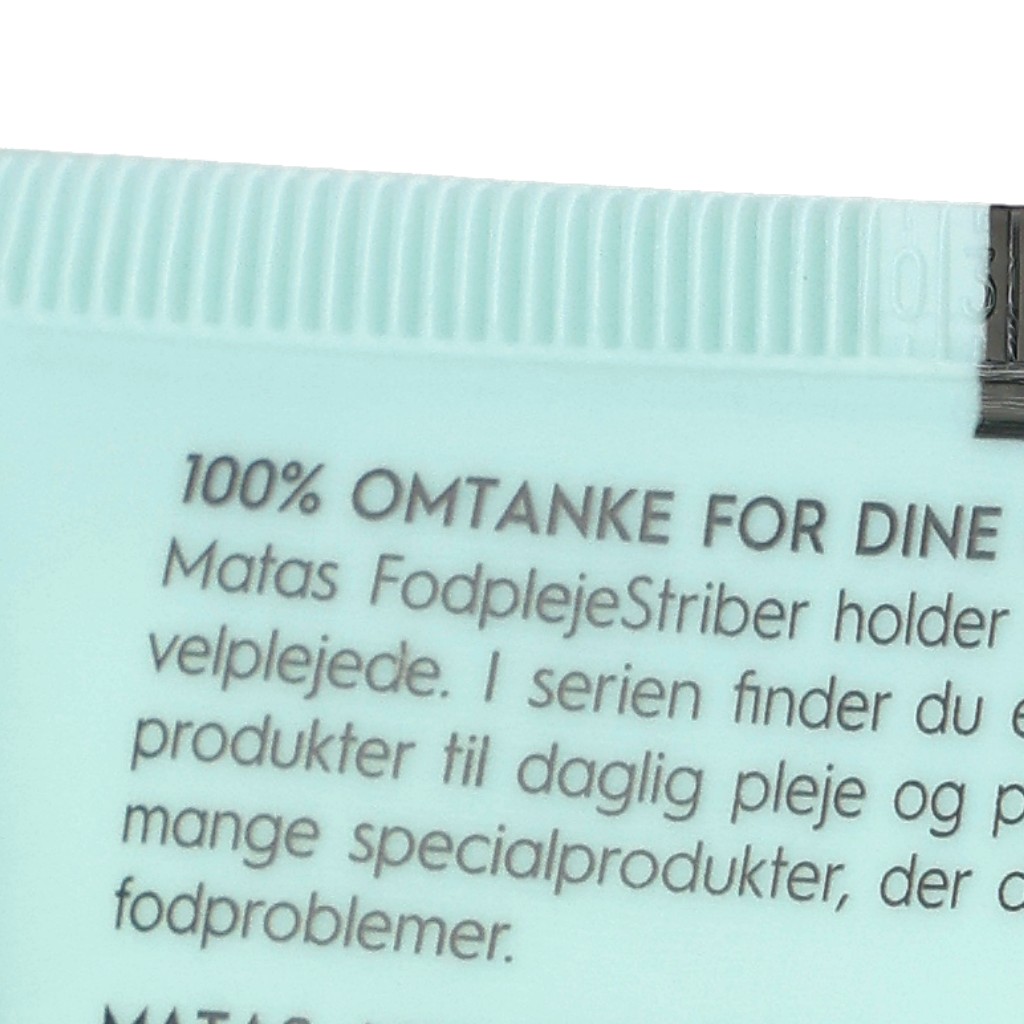 100% OMTANKE FOR DINE
Matas FodplejeStriber holder
velplejede. I serien finder du
produkter til daglig pleje og
mange specialprodukter, der
fodproblemer.